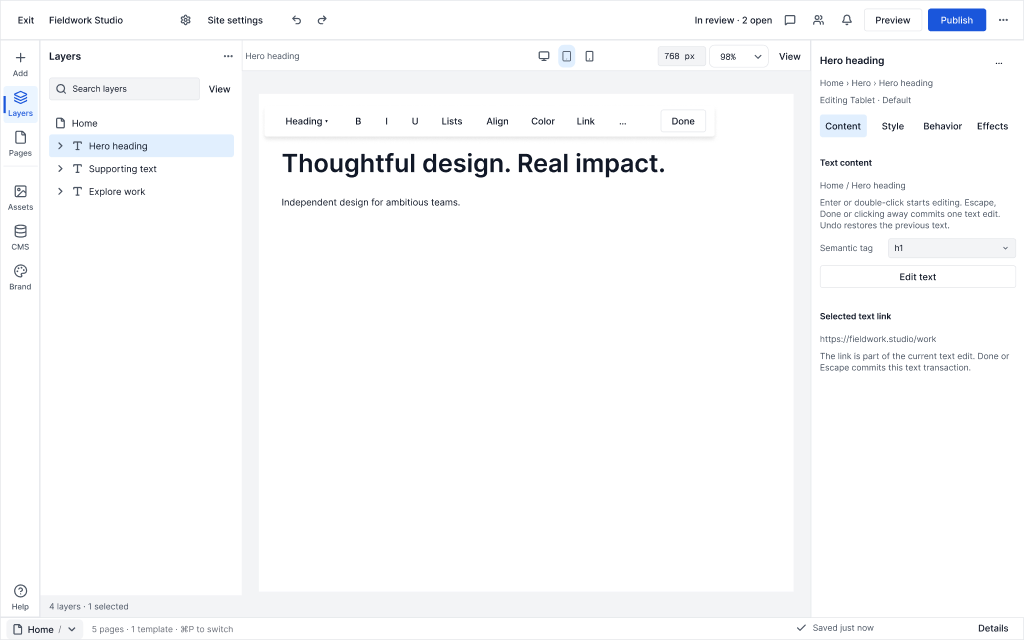 Exit Fieldwork Studio Site settings In review · 2 open Preview Publish ...
Add
Layers
Pages
Assets
CMS
Brand
Help
Layers ...
Search layers View
Home
Hero heading
Supporting text
Explore work
4 layers · 1 selected
Hero heading 768 px 98% View
Heading B I U Lists Align Color Link ... Done
Thoughtful design. Real impact.
Independent design for ambitious teams.
Hero heading ...
Home › Hero › Hero heading
Editing Tablet · Default
Content Style Behavior Effects
Text content
Home / Hero heading
Enter or double-click starts editing. Escape,
Done or clicking away commits one text edit.
Undo restores the previous text.
Semantic tag h1
Edit text
Selected text link
https://fieldwork.studio/work
The link is part of the current text edit. Done or
Escape commits this text transaction.
Home / 5 pages · 1 template · ⌘P to switch Saved just now Details